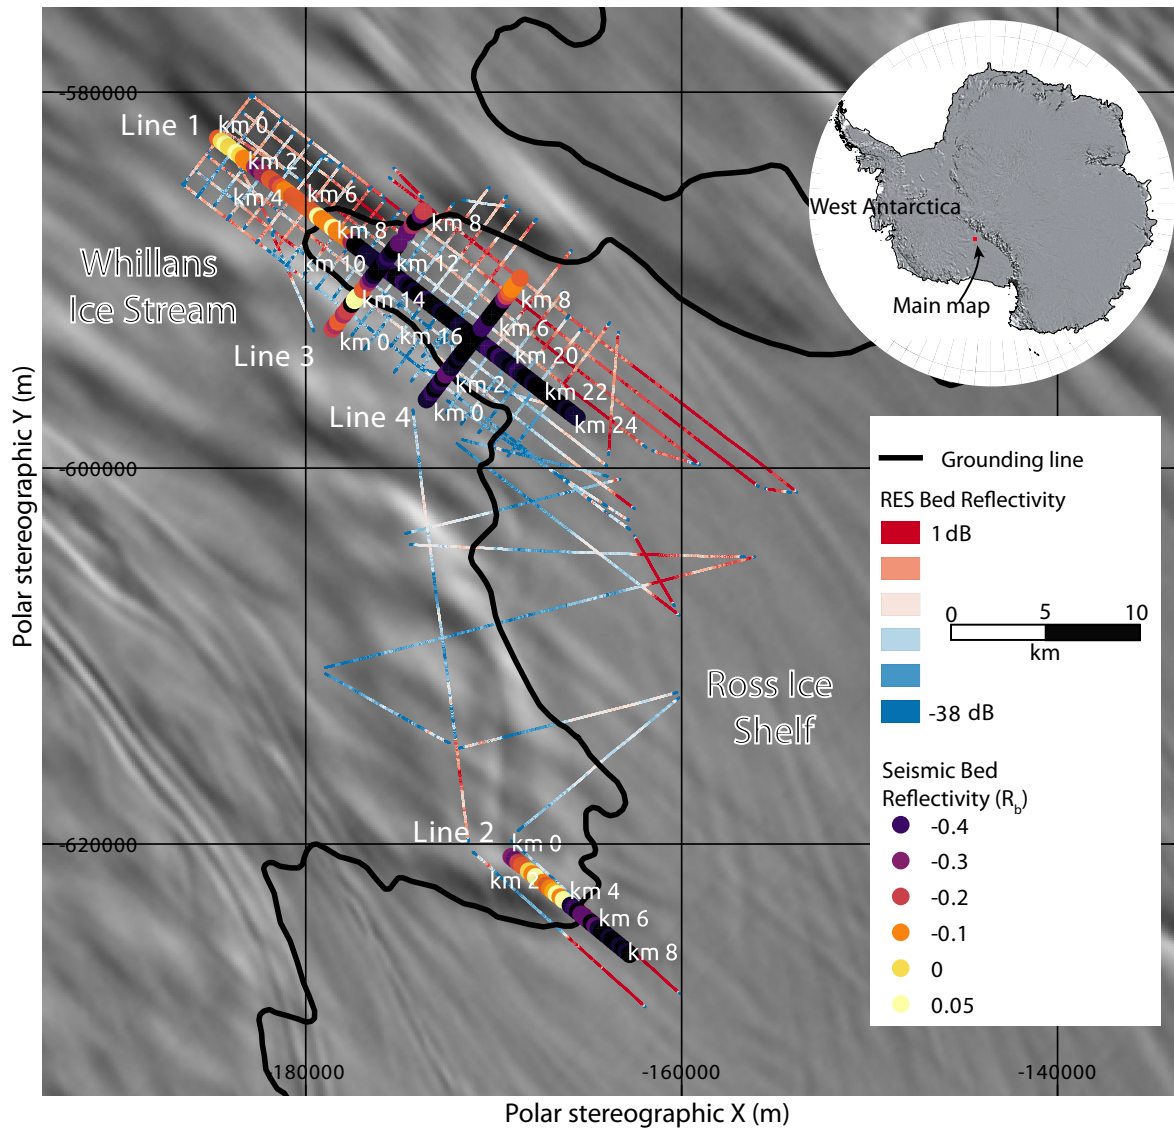 -580000
Line 1
km 0
km 2
km 4
km 6
km 8
km 8
West Antarctica
Whillans
Ice Stream
km 10
km 12
km 14
km 8
Main map
Line 3
km 0
km 16
km 6
km 20
km 2
km 22
Line 4
km 0
km 24
-600000
Grounding line
RES Bed Reflectivity
1 dB
0
5
10
km
-38 dB
Polar stereographic Y (m)
Ross Ice
Shelf
Seismic Bed
Reflectivity (Rb)
-0.4
-0.3
-0.2
-0.1
0
0.05
-620000
Line 2
km 0
km 2
km 4
km 6
km 8
-180000
-160000
-140000
Polar stereographic X (m)